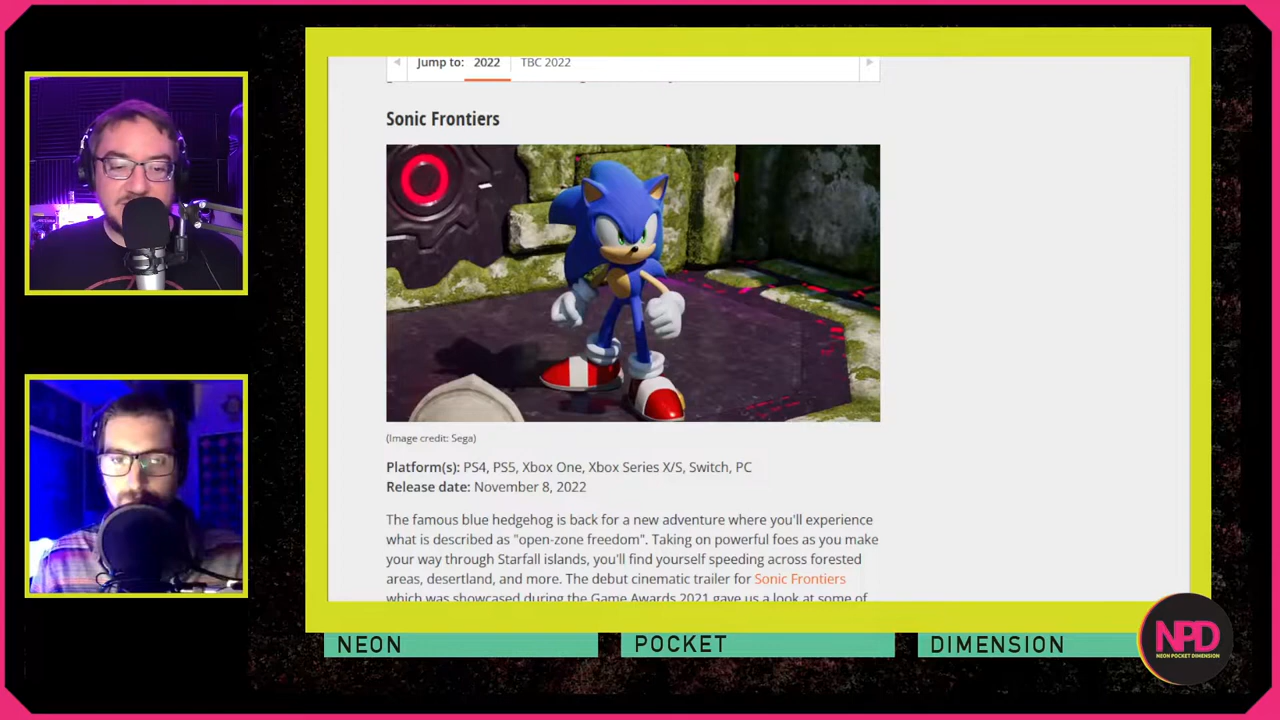 Jump to: 2022 TBC 2022
Sonic Frontiers
(Image credit: Sega)
Platform(s): PS4, PS5, Xbox One, Xbox Series X/S, Switch, PC
Release date: November 8, 2022
The famous blue hedgehog is back for a new adventure where you'll experience
what is described as "open-zone freedom". Taking on powerful foes as you make
your way through Starfall islands, you'll find yourself speeding across forested
areas, desertland, and more. The debut cinematic trailer for Sonic Frontiers
which was showcased during the Game Awards 2021 gave us a look at some of
NEON POCKET DIMENSION
NPD
NEON POCKET DIMENSION